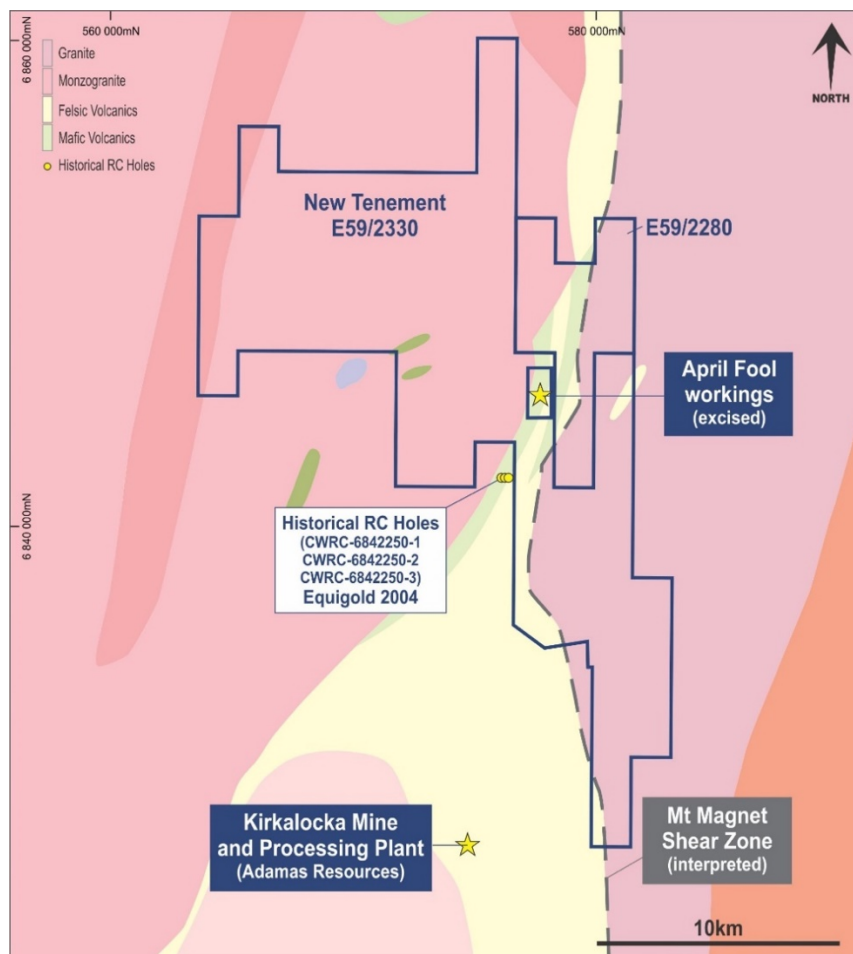 560 000mN
580 000mN
6 860 000mN
6 840 000mN
Granite
Monzogranite
Felsic Volcanics
Mafic Volcanics
Historical RC Holes
NORTH
New Tenement
E59/2330
E59/2280
April Fool
workings
(excised)
Historical RC Holes
(CWRC-6842250-1
CWRC-6842250-2
CWRC-6842250-3)
Equigold 2004
Kirkalocka Mine
and Processing Plant
(Adamas Resources)
Mt Magnet
Shear Zone
(interpreted)
10km